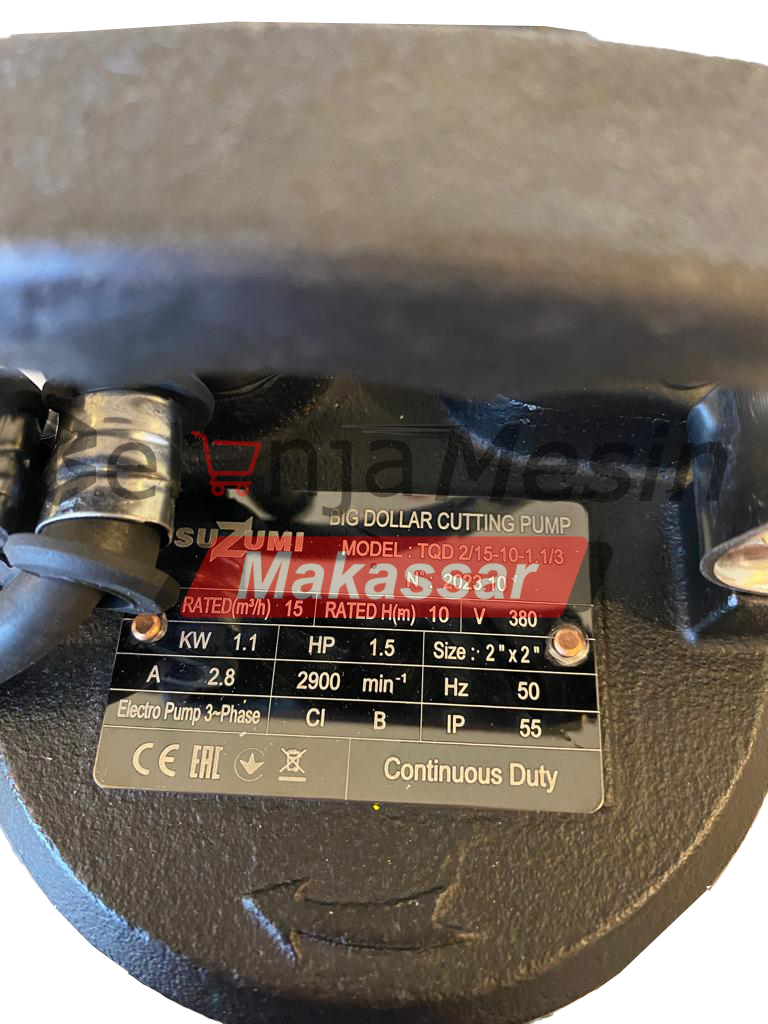 Mesin
SUZUMI BIG DOLLAR CUTTING PUMP
MODEL : TQD 2/15-10-1.1/3
Makassar
N° : 2023.10
RATED(m³/h) 15 RATED H(m) 10 V 380
KW 1.1 HP 1.5 Size : 2" x 2"
A 2.8 2900 min⁻¹ Hz 50
Electro Pump 3~Phase Cl B IP 55
CE EAC Continuous Duty